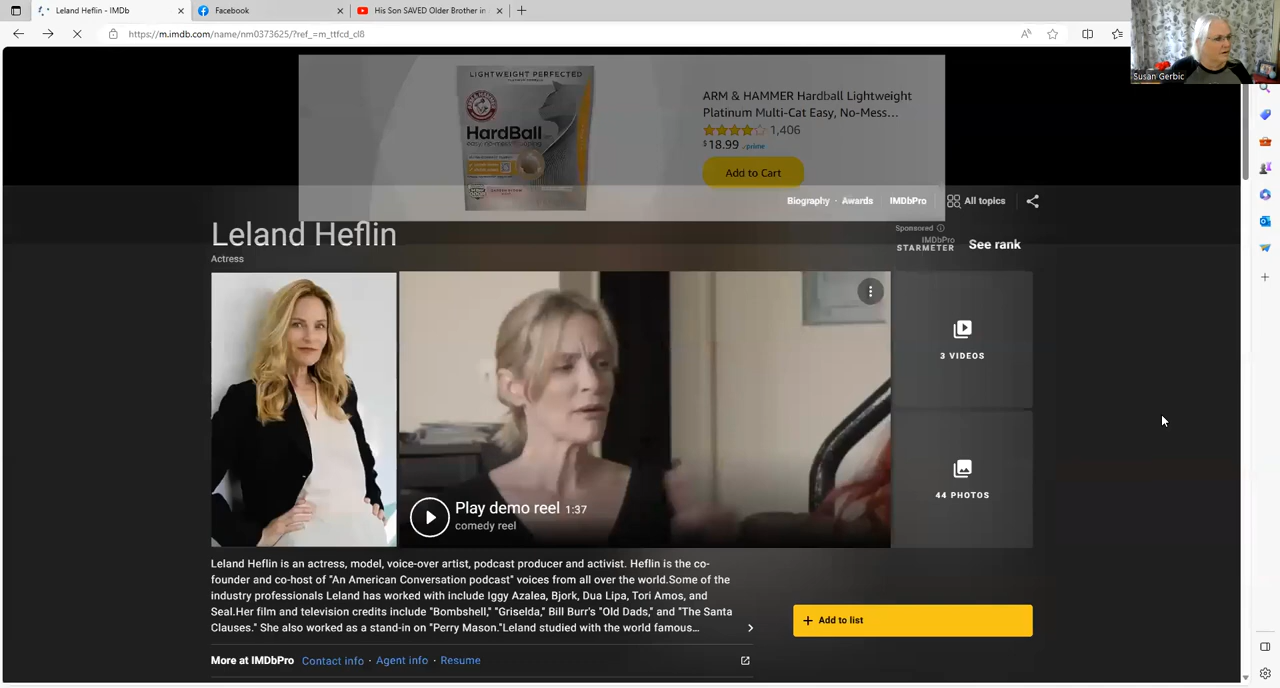 Leland Heflin - IMDb
Facebook
His Son SAVED Older Brother in
https://m.imdb.com/name/nm0373625/?ref_=m_ttfcd_cl8
Susan Gerbic
LIGHTWEIGHT PERFECTED
ARM & HAMMER
HardBall
ARM & HAMMER Hardball Lightweight
Platinum Multi-Cat Easy, No-Mess...
1,406
$18.99 prime
Add to Cart
Biography · Awards IMDbPro All topics
Leland Heflin
Actress
Sponsored
IMDbPro
STARMETER
See rank
3 VIDEOS
44 PHOTOS
Play demo reel 1:37
comedy reel
Leland Heflin is an actress, model, voice-over artist, podcast producer and activist. Heflin is the co-
founder and co-host of "An American Conversation podcast" voices from all over the world.Some of the
industry professionals Leland has worked with include Iggy Azalea, Bjork, Dua Lipa, Tori Amos, and
Seal.Her film and television credits include "Bombshell," "Griselda," Bill Burr's "Old Dads," and "The Santa
Clauses." She also worked as a stand-in on "Perry Mason."Leland studied with the world famous...
Add to list
More at IMDbPro Contact info · Agent info · Resume